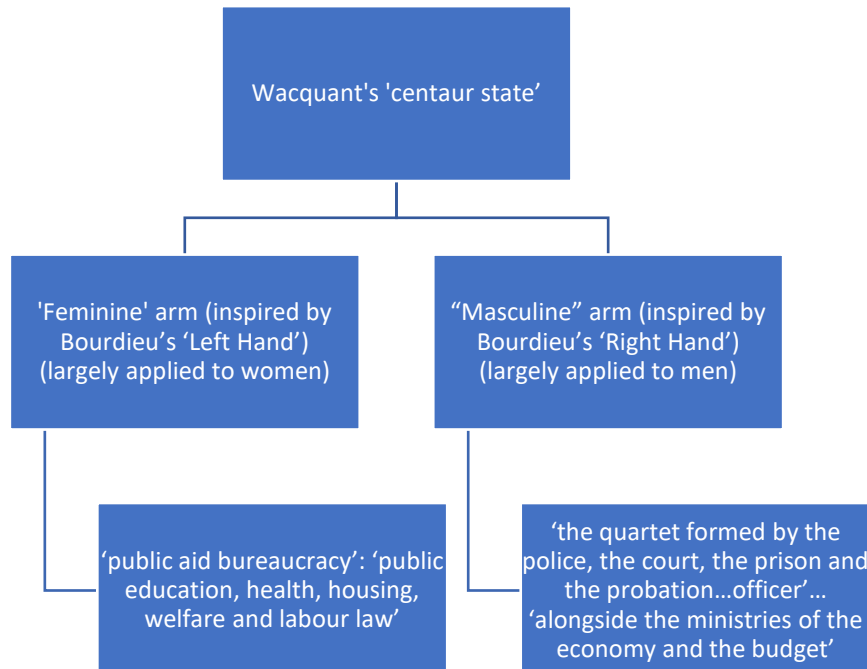 Wacquant's 'centaur state’
'Feminine' arm (inspired by
Bourdieu’s ‘Left Hand’)
(largely applied to women)
“Masculine” arm (inspired by
Bourdieu’s ‘Right Hand’)
(largely applied to men)
‘public aid bureaucracy’: ‘public
education, health, housing,
welfare and labour law’
‘the quartet formed by the
police, the court, the prison and
the probation…officer’…
‘alongside the ministries of the
economy and the budget’